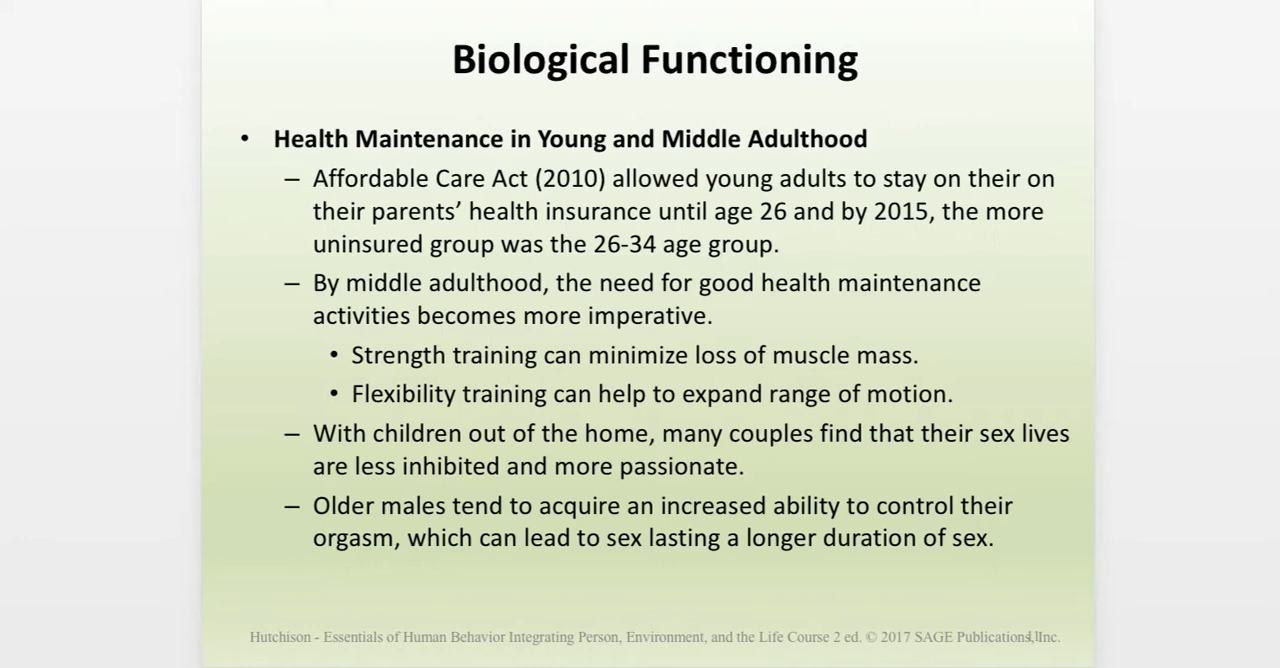 Biological Functioning
• Health Maintenance in Young and Middle Adulthood
– Affordable Care Act (2010) allowed young adults to stay on their on
their parents’ health insurance until age 26 and by 2015, the more
uninsured group was the 26-34 age group.
– By middle adulthood, the need for good health maintenance
activities becomes more imperative.
• Strength training can minimize loss of muscle mass.
• Flexibility training can help to expand range of motion.
– With children out of the home, many couples find that their sex lives
are less inhibited and more passionate.
– Older males tend to acquire an increased ability to control their
orgasm, which can lead to sex lasting a longer duration of sex.
Hutchison - Essentials of Human Behavior Integrating Person, Environment, and the Life Course 2 ed. © 2017 SAGE Publications, Inc.